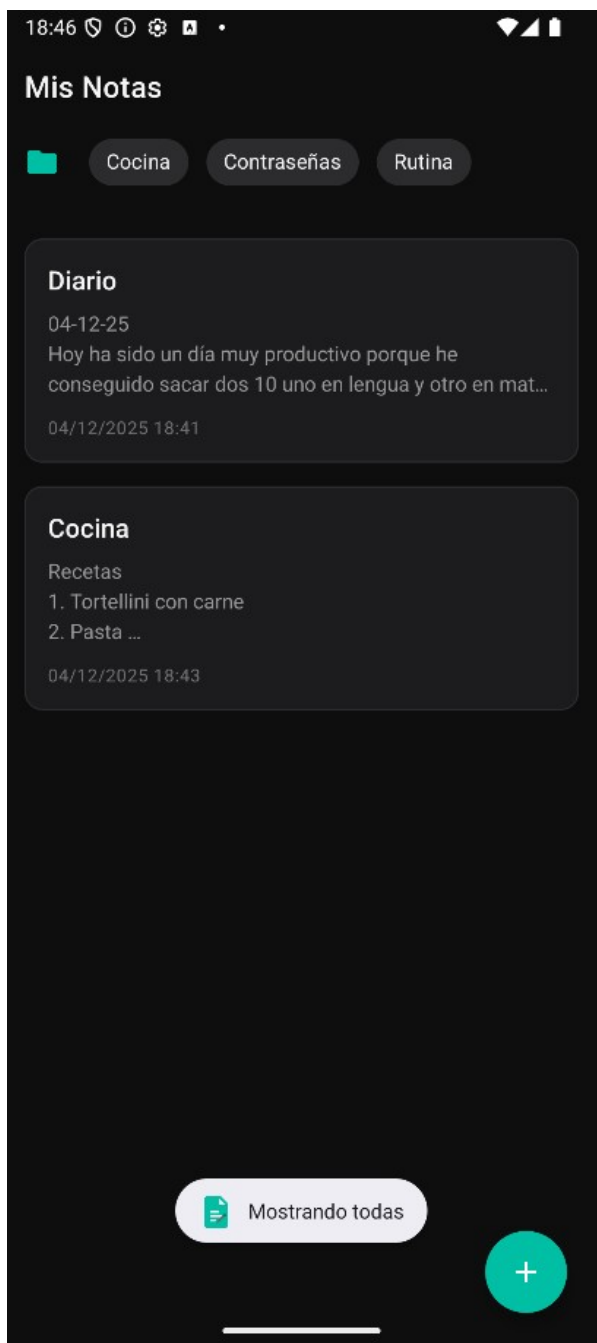 18:46
Mis Notas
Cocina Contraseñas Rutina
Diario
04-12-25
Hoy ha sido un día muy productivo porque he
conseguido sacar dos 10 uno en lengua y otro en mat...
04/12/2025 18:41
Cocina
Recetas
1. Tortellini con carne
2. Pasta ...
04/12/2025 18:43
Mostrando todas
+